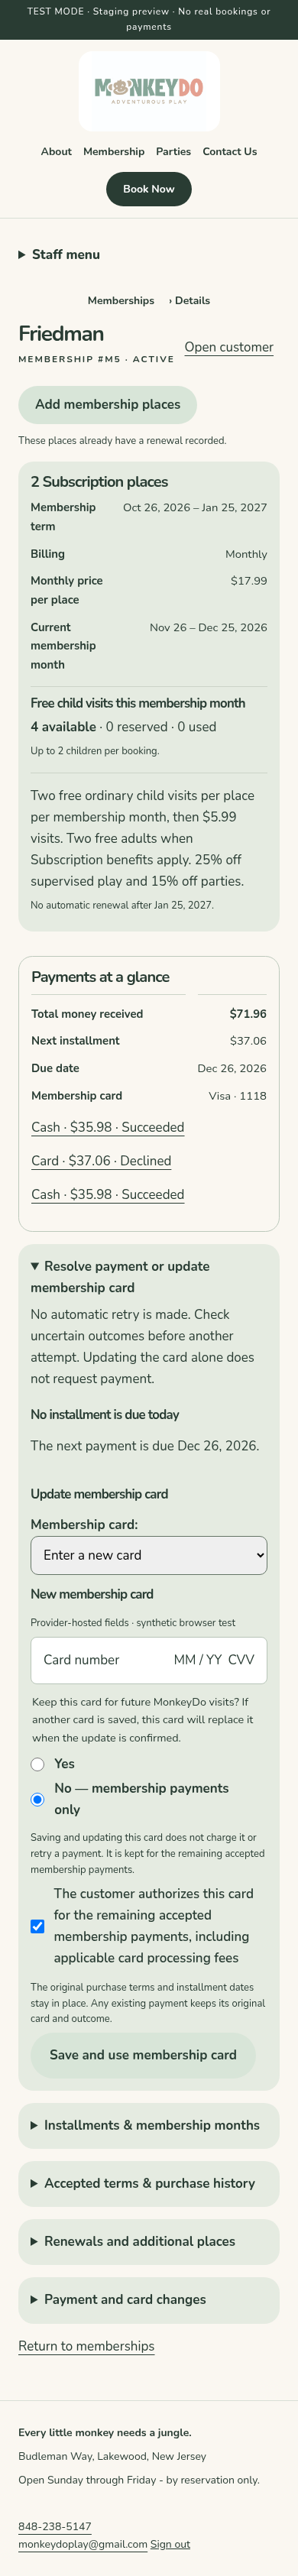 TEST MODE · Staging preview · No real bookings or
payments
MONKEYDO
ADVENTUROUS PLAY
About Membership Parties Contact Us
Book Now
Staff menu
Memberships › Details
Friedman
MEMBERSHIP #M5 · ACTIVE
Open customer
Add membership places
These places already have a renewal recorded.
2 Subscription places
Membership term Oct 26, 2026 – Jan 25, 2027
Billing Monthly
Monthly price per place $17.99
Current membership month Nov 26 – Dec 25, 2026
Free child visits this membership month
4 available · 0 reserved · 0 used
Up to 2 children per booking.
Two free ordinary child visits per place
per membership month, then $5.99
visits. Two free adults when
Subscription benefits apply. 25% off
supervised play and 15% off parties.
No automatic renewal after Jan 25, 2027.
Payments at a glance
Total money received $71.96
Next installment $37.06
Due date Dec 26, 2026
Membership card Visa · 1118
Cash · $35.98 · Succeeded
Card · $37.06 · Declined
Cash · $35.98 · Succeeded
Resolve payment or update
membership card
No automatic retry is made. Check
uncertain outcomes before another
attempt. Updating the card alone does
not request payment.
No installment is due today
The next payment is due Dec 26, 2026.
Update membership card
Membership card:
Enter a new card
New membership card
Provider-hosted fields · synthetic browser test
Card number MM / YY CVV
Keep this card for future MonkeyDo visits? If
another card is saved, this card will replace it
when the update is confirmed.
Yes
No — membership payments
only
Saving and updating this card does not charge it or
retry a payment. It is kept for the remaining accepted
membership payments.
The customer authorizes this card
for the remaining accepted
membership payments, including
applicable card processing fees
The original purchase terms and installment dates
stay in place. Any existing payment keeps its original
card and outcome.
Save and use membership card
Installments & membership months
Accepted terms & purchase history
Renewals and additional places
Payment and card changes
Return to memberships
Every little monkey needs a jungle.
Budleman Way, Lakewood, New Jersey
Open Sunday through Friday - by reservation only.
848-238-5147
monkeydoplay@gmail.com Sign out